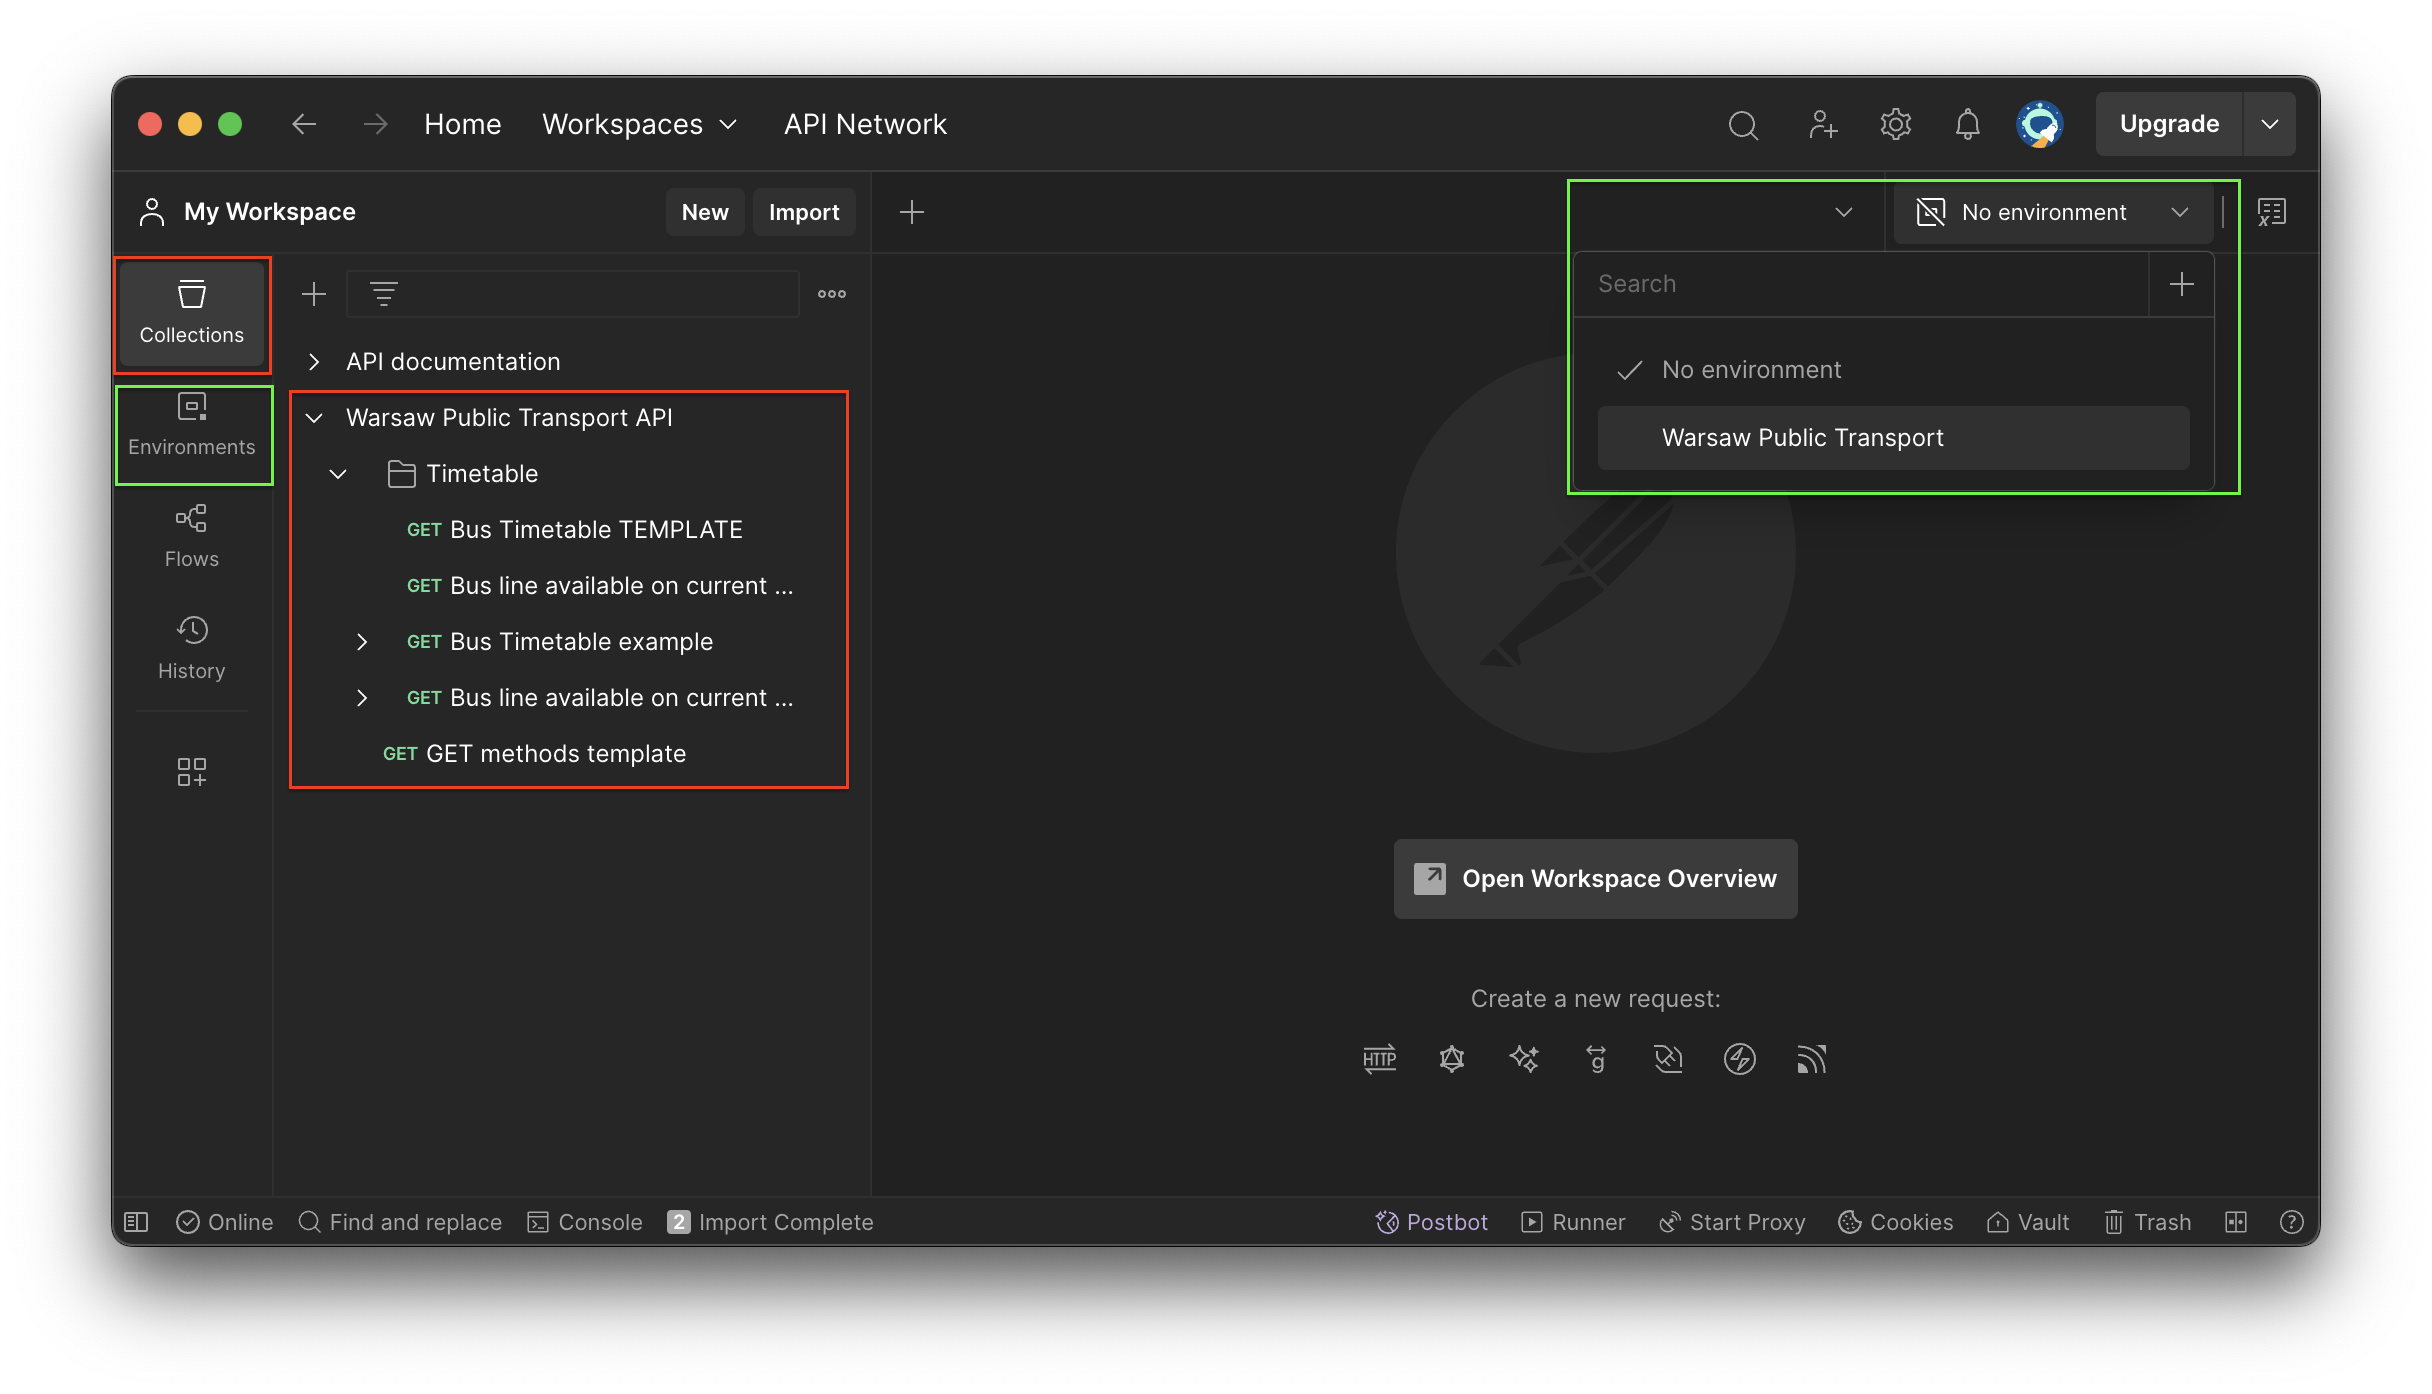 Home
Workspaces
API Network
Upgrade
My Workspace
New
Import
No environment
Collections
Environments
Flows
History
API documentation
Warsaw Public Transport API
Timetable
GET Bus Timetable TEMPLATE
GET Bus line available on current ...
GET Bus Timetable example
GET Bus line available on current ...
GET GET methods template
Search
No environment
Warsaw Public Transport
Open Workspace Overview
Create a new request:
HTTP
g
Online
Find and replace
Console
2 Import Complete
Postbot
Runner
Start Proxy
Cookies
Vault
Trash